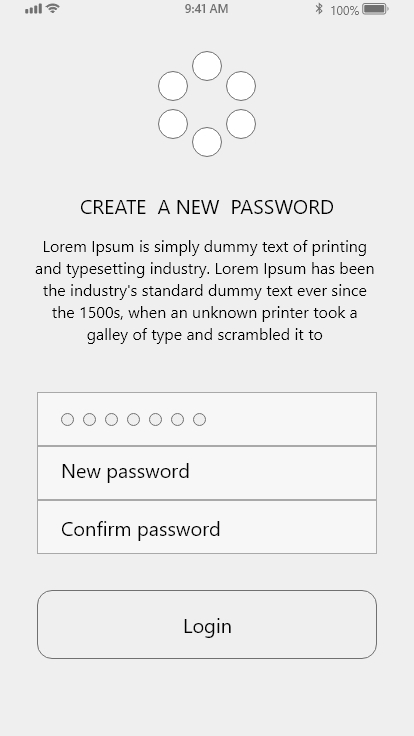 9:41 AM 100%
CREATE A NEW PASSWORD
Lorem Ipsum is simply dummy text of printing
and typesetting industry. Lorem Ipsum has been
the industry's standard dummy text ever since
the 1500s, when an unknown printer took a
galley of type and scrambled it to
New password
Confirm password
Login